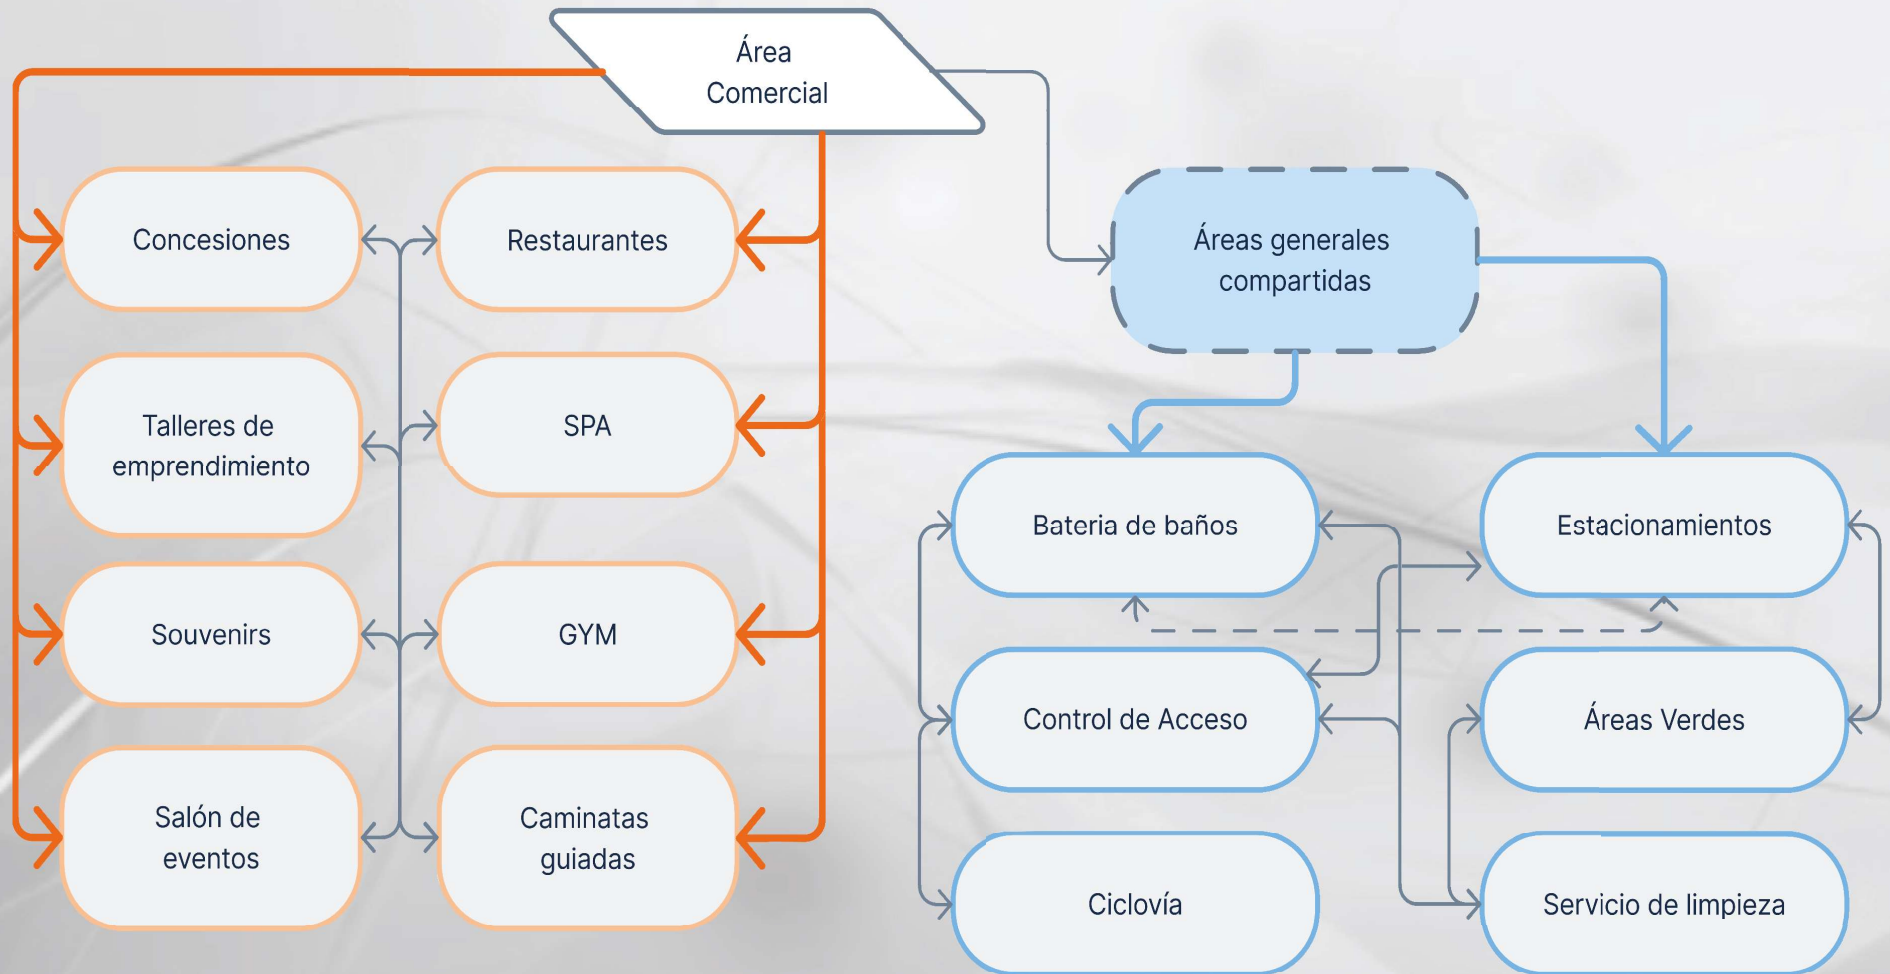 Área
Comercial
Concesiones
Restaurantes
Áreas generales
compartidas
Talleres de
emprendimiento
SPA
Bateria de baños
Estacionamientos
Souvenirs
GYM
Control de Acceso
Áreas Verdes
Salón de
eventos
Caminatas
guiadas
Ciclovía
Servicio de limpieza